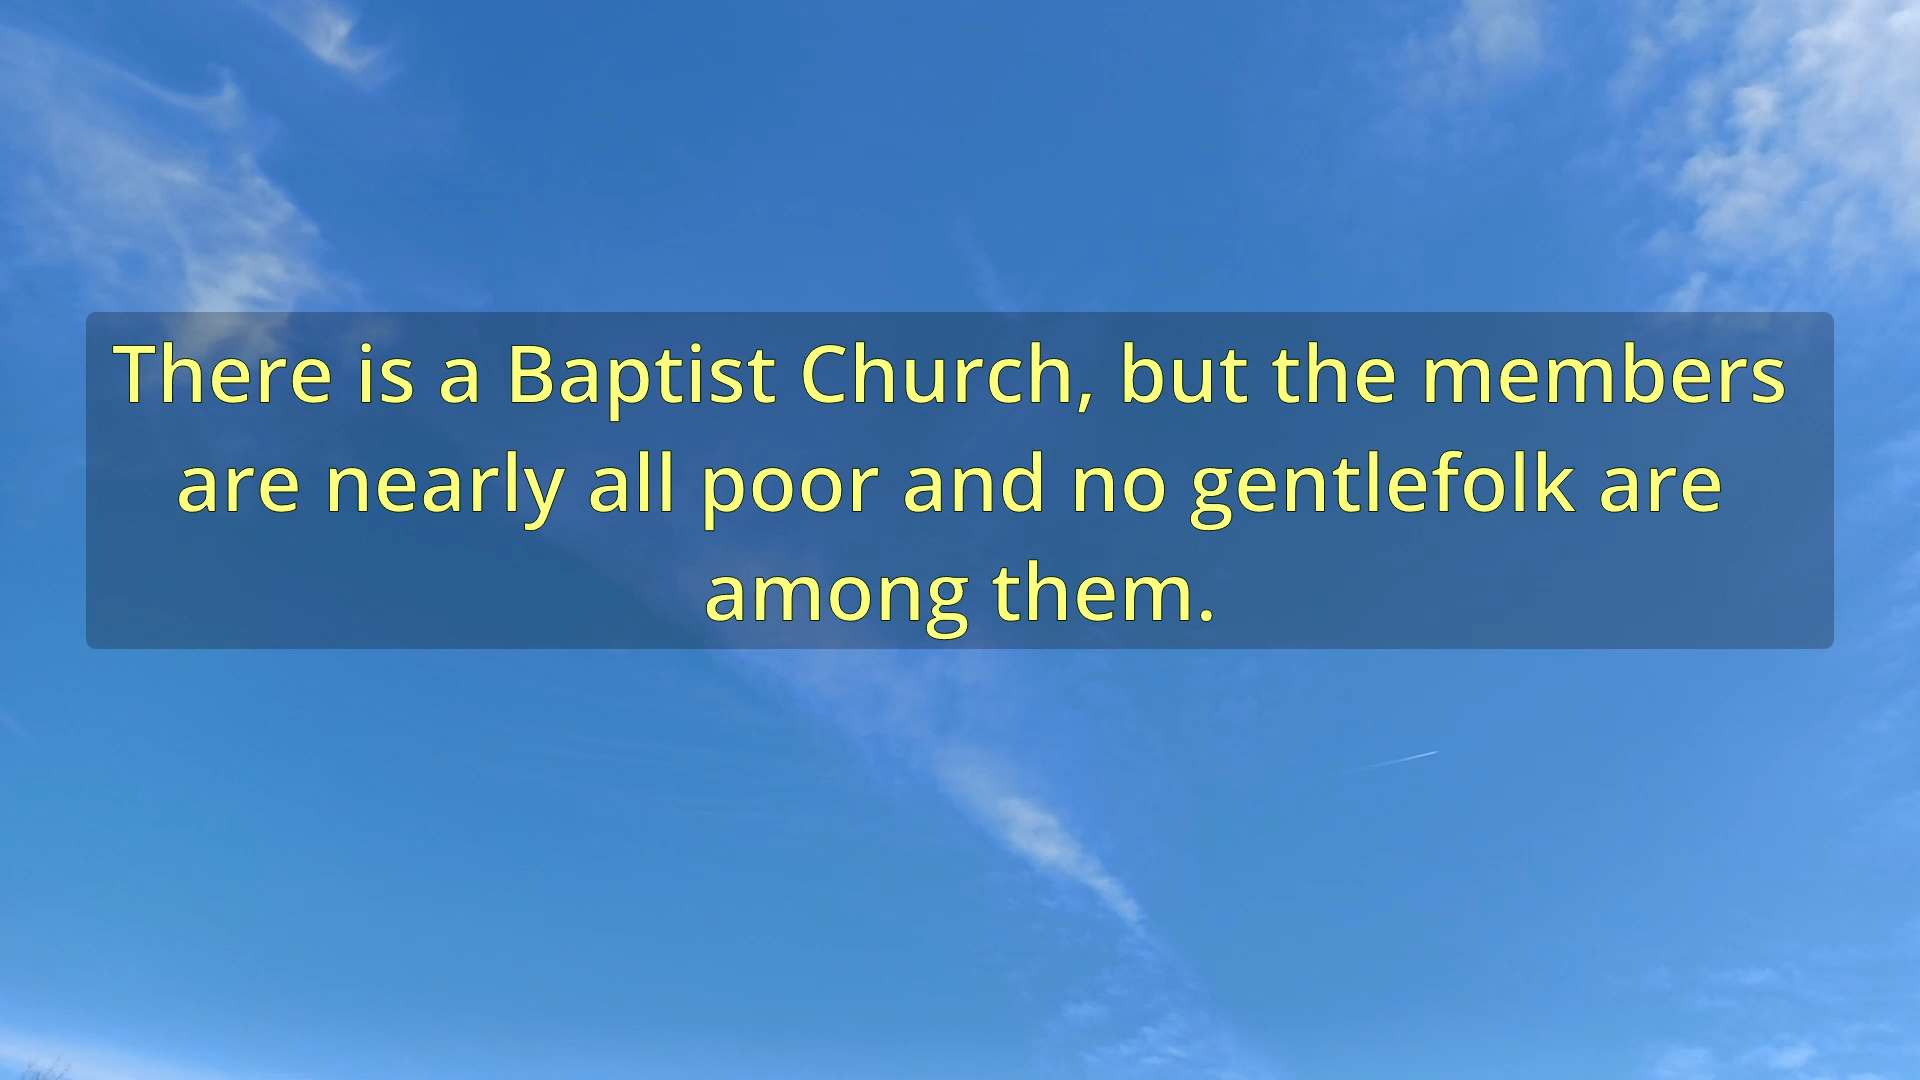 There is a Baptist Church, but the members
are nearly all poor and no gentlefolk are
among them.